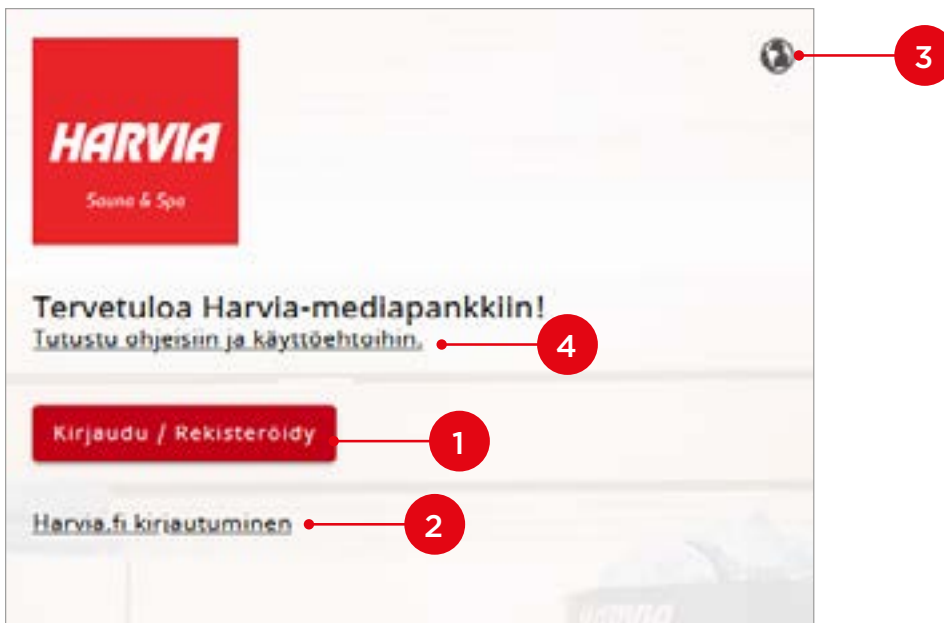 HARVIA
Sauna & Spa
3
Tervetuloa Harvia-mediapankkiin!
Tutustu ohjeisiin ja käyttöehtoihin.
4
Kirjaudu / Rekisteröidy
1
Harvia.fi kirjautuminen
2
HARVIA